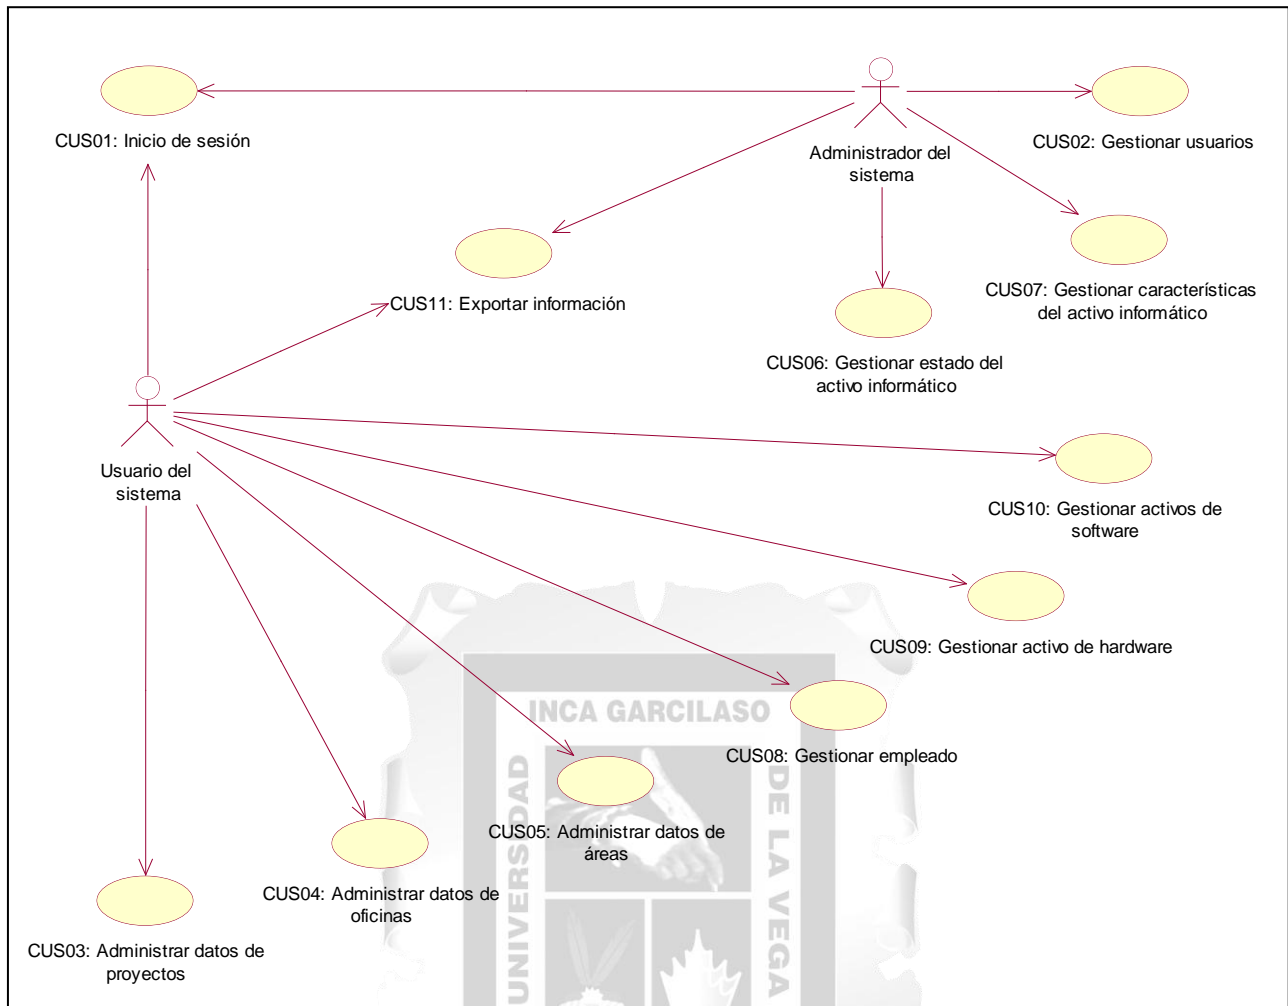 CUS01: Inicio de sesión
Administrador del
sistema
CUS02: Gestionar usuarios
CUS11: Exportar información
CUS07: Gestionar características
del activo informático
CUS06: Gestionar estado del
activo informático
Usuario del
sistema
CUS10: Gestionar activos de
software
CUS09: Gestionar activo de hardware
INCA GARCILASO
CUS08: Gestionar empleado
UNIVERSIDAD
DE LA VEGA
CUS05: Administrar datos de
áreas
CUS04: Administrar datos de
oficinas
CUS03: Administrar datos de
proyectos